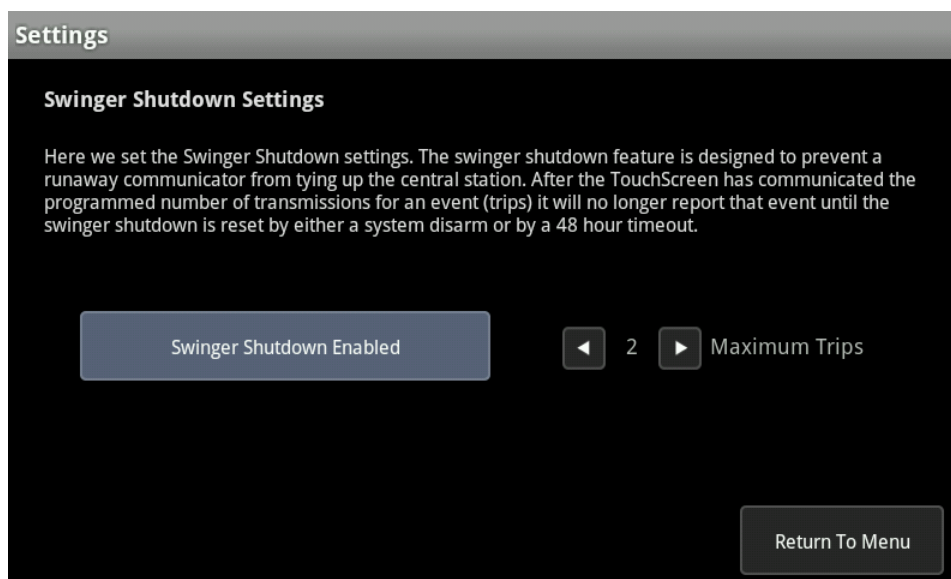 Settings
Swinger Shutdown Settings
Here we set the Swinger Shutdown settings. The swinger shutdown feature is designed to prevent a
runaway communicator from tying up the central station. After the TouchScreen has communicated the
programmed number of transmissions for an event (trips) it will no longer report that event until the
swinger shutdown is reset by either a system disarm or by a 48 hour timeout.
Swinger Shutdown Enabled
2 Maximum Trips
Return To Menu